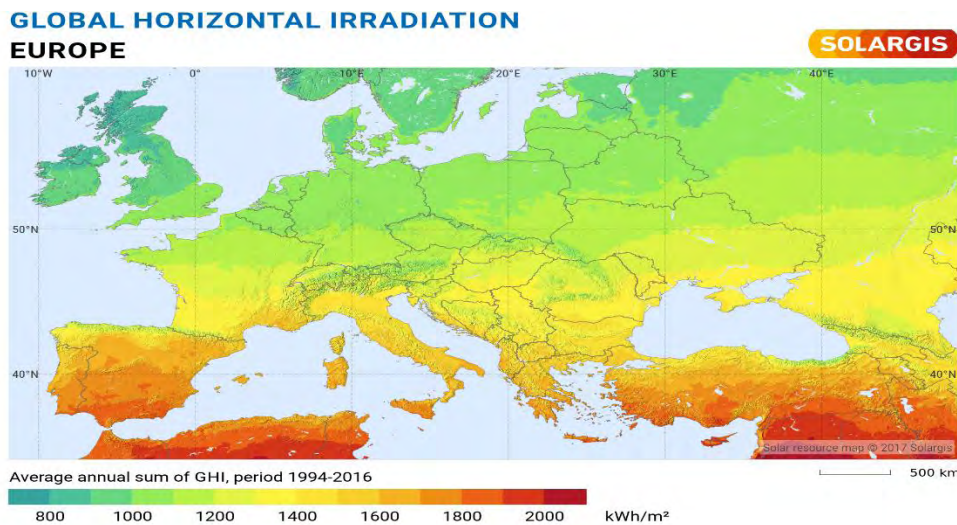 GLOBAL HORIZONTAL IRRADIATION
EUROPE
SOLARGIS
10°W 0° 10°E 20°E 30°E 40°E
50°N 50°N
40°N 40°N
Solar resource map © 2017 Solargis
Average annual sum of GHI, period 1994-2016
500 km
800 1000 1200 1400 1600 1800 2000 kWh/m²